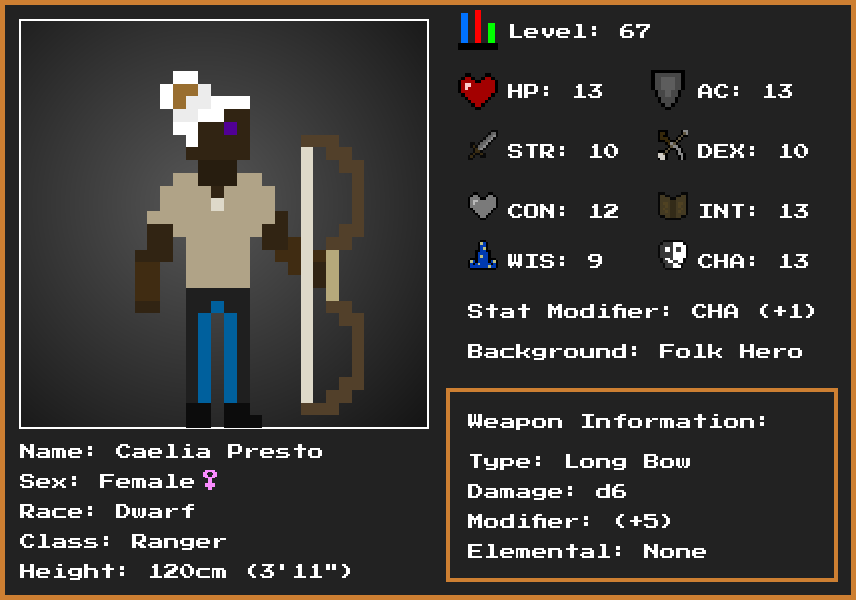 Level: 67
HP: 13 AC: 13
STR: 10 DEX: 10
CON: 12 INT: 13
WIS: 9 CHA: 13
Stat Modifier: CHA (+1)
Background: Folk Hero
Name: Caelia Presto
Sex: Female♀
Race: Dwarf
Class: Ranger
Height: 120cm (3'11")
Weapon Information:
Type: Long Bow
Damage: d6
Modifier: (+5)
Elemental: None